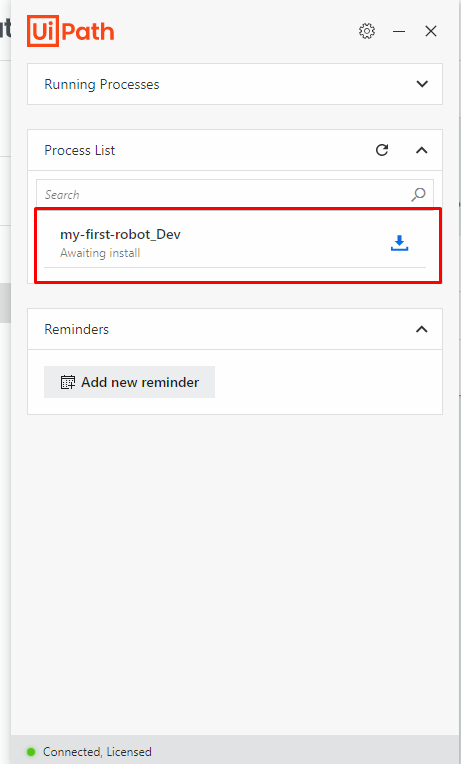 UiPath
Running Processes
Process List
Search
my-first-robot_Dev
Awaiting install
Reminders
Add new reminder
Connected, Licensed